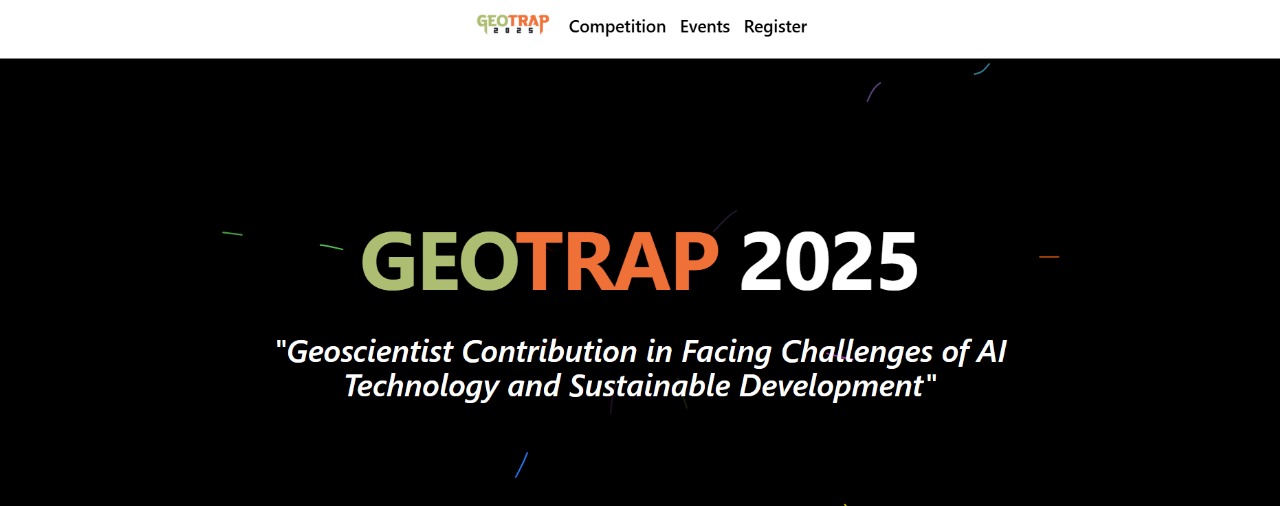 GEOTRAP 2025
Competition Events Register
GEOTRAP 2025
"Geoscientist Contribution in Facing Challenges of AI
Technology and Sustainable Development"